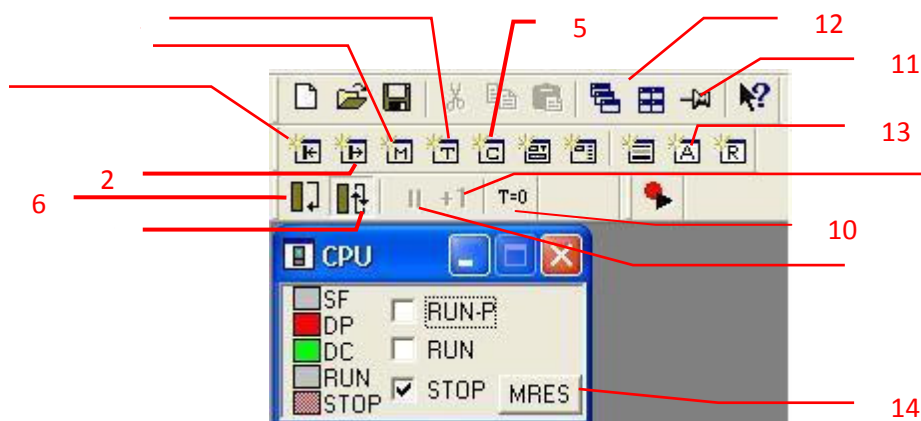 5
12
11
M T C A R
13
2
6
T=0
+1
10
CPU
SF
DP
DC
RUN
STOP
RUN-P
RUN
STOP
MRES
14